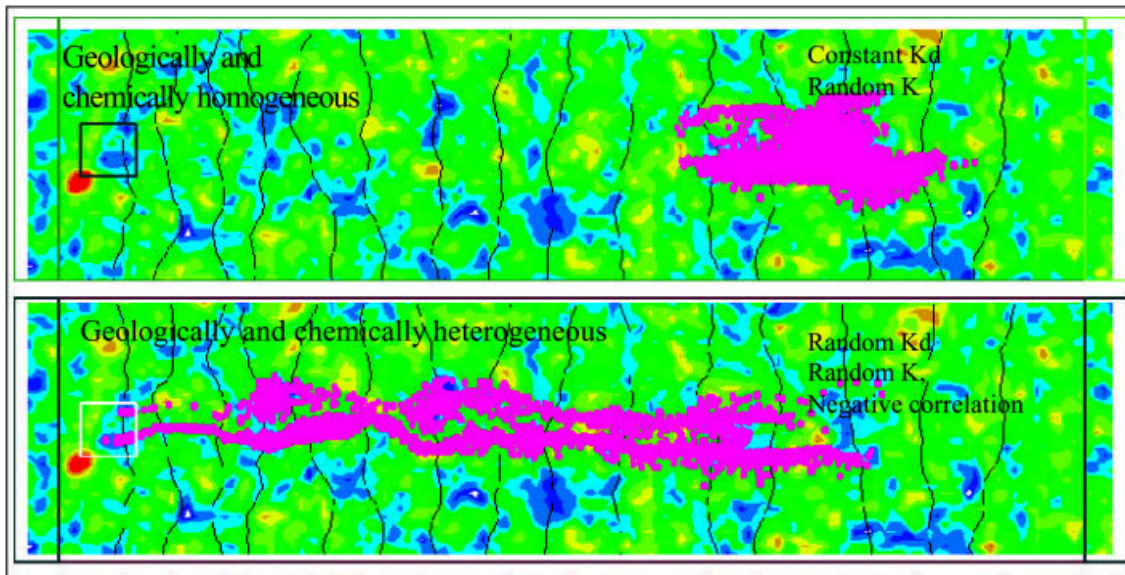 Geologically and
chemically homogeneous
Constant Kd
Random K
Geologically and chemically heterogeneous
Random Kd,
Random K,
Negative correlation